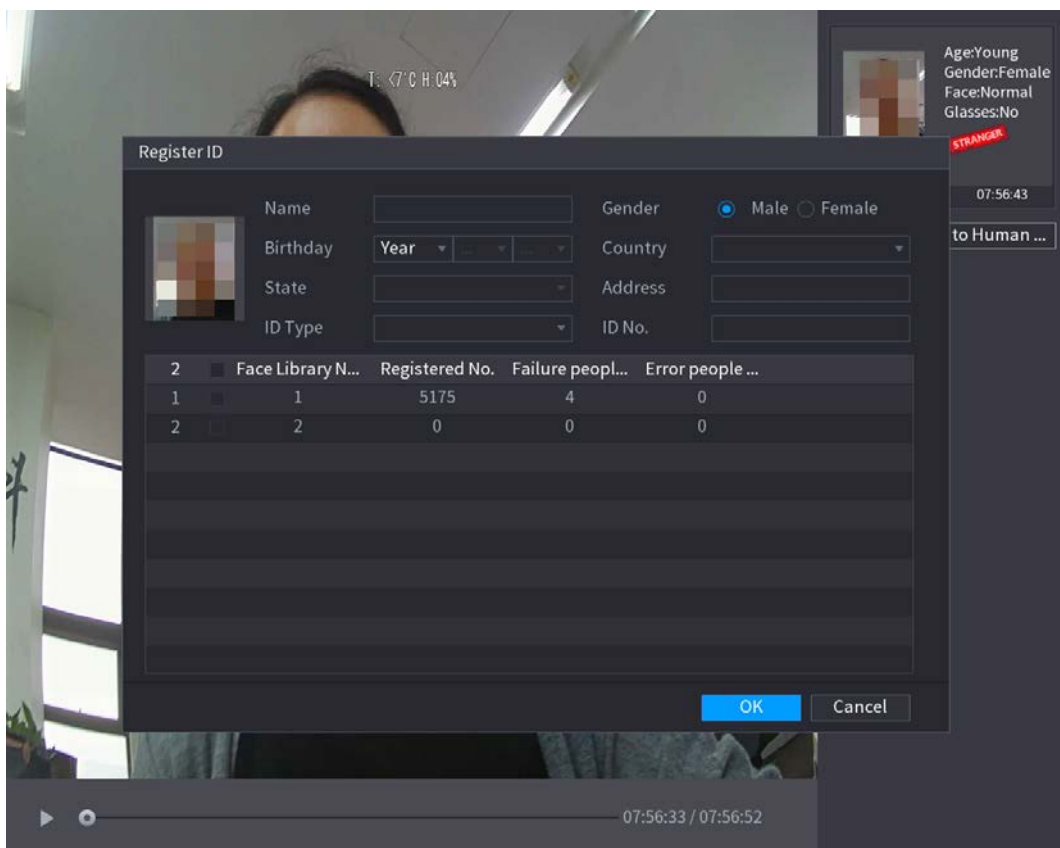 T: <7°C H:04%
Age:Young
Gender:Female
Face:Normal
Glasses:No
STRANGER
07:56:43
to Human ...
Register ID
Name
Gender Male Female
Birthday Year ... ...
Country
State
Address
ID Type
ID No.
2 Face Library N... Registered No. Failure peopl... Error people ...
1 1 5175 4 0
2 2 0 0 0
OK Cancel
07:56:33 / 07:56:52